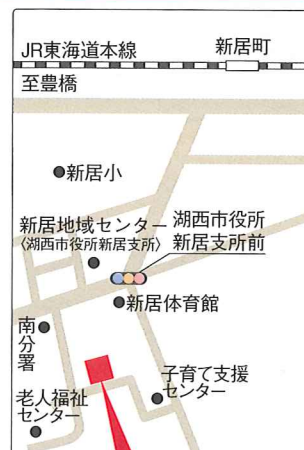 JR東海道本線
新居町
至豊橋
新居小
新居地域センター
〈湖西市役所新居支所〉
湖西市役所
新居支所前
新居体育館
南分署
子育て支援
センター
老人福祉
センター